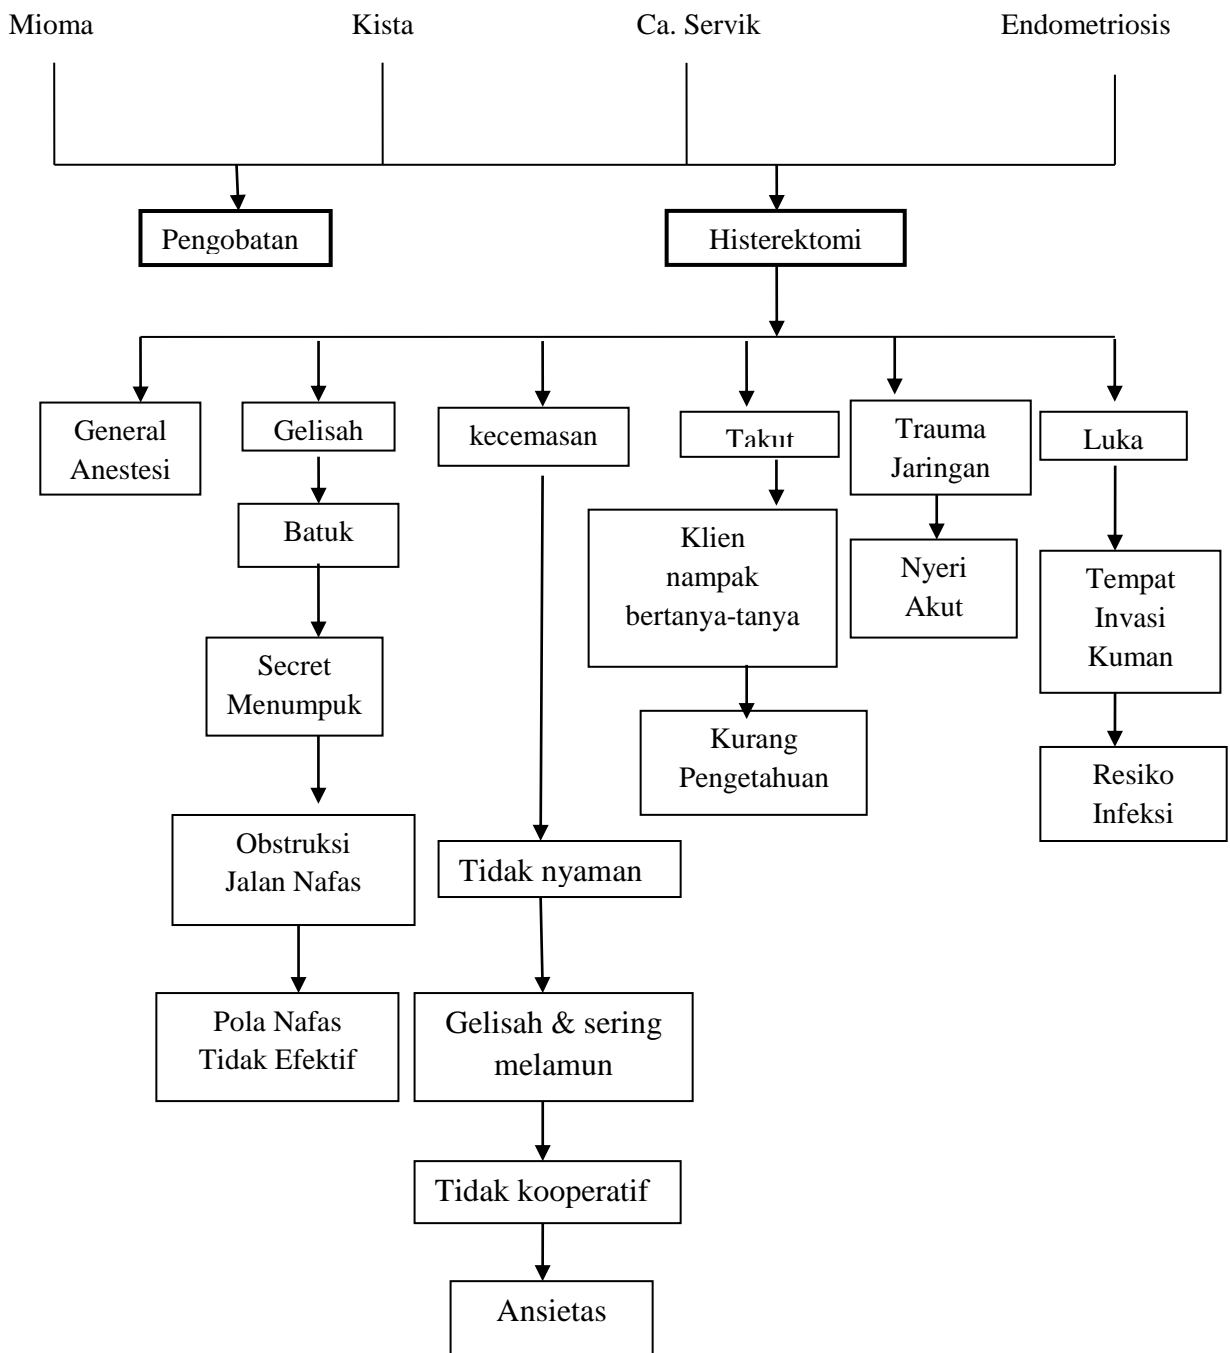 Mioma
Kista
Ca. Servik
Endometriosis
Pengobatan
Histerektomi
General
Anestesi
Gelisah
kecemasan
Takut
Trauma
Jaringan
Luka
Batuk
Klien
nampak
bertanya-tanya
Nyeri
Akut
Tempat
Invasi
Kuman
Secret
Menumpuk
Kurang
Pengetahuan
Resiko
Infeksi
Obstruksi
Jalan Nafas
Tidak nyaman
Pola Nafas
Tidak Efektif
Gelisah & sering
melamun
Tidak kooperatif
Ansietas